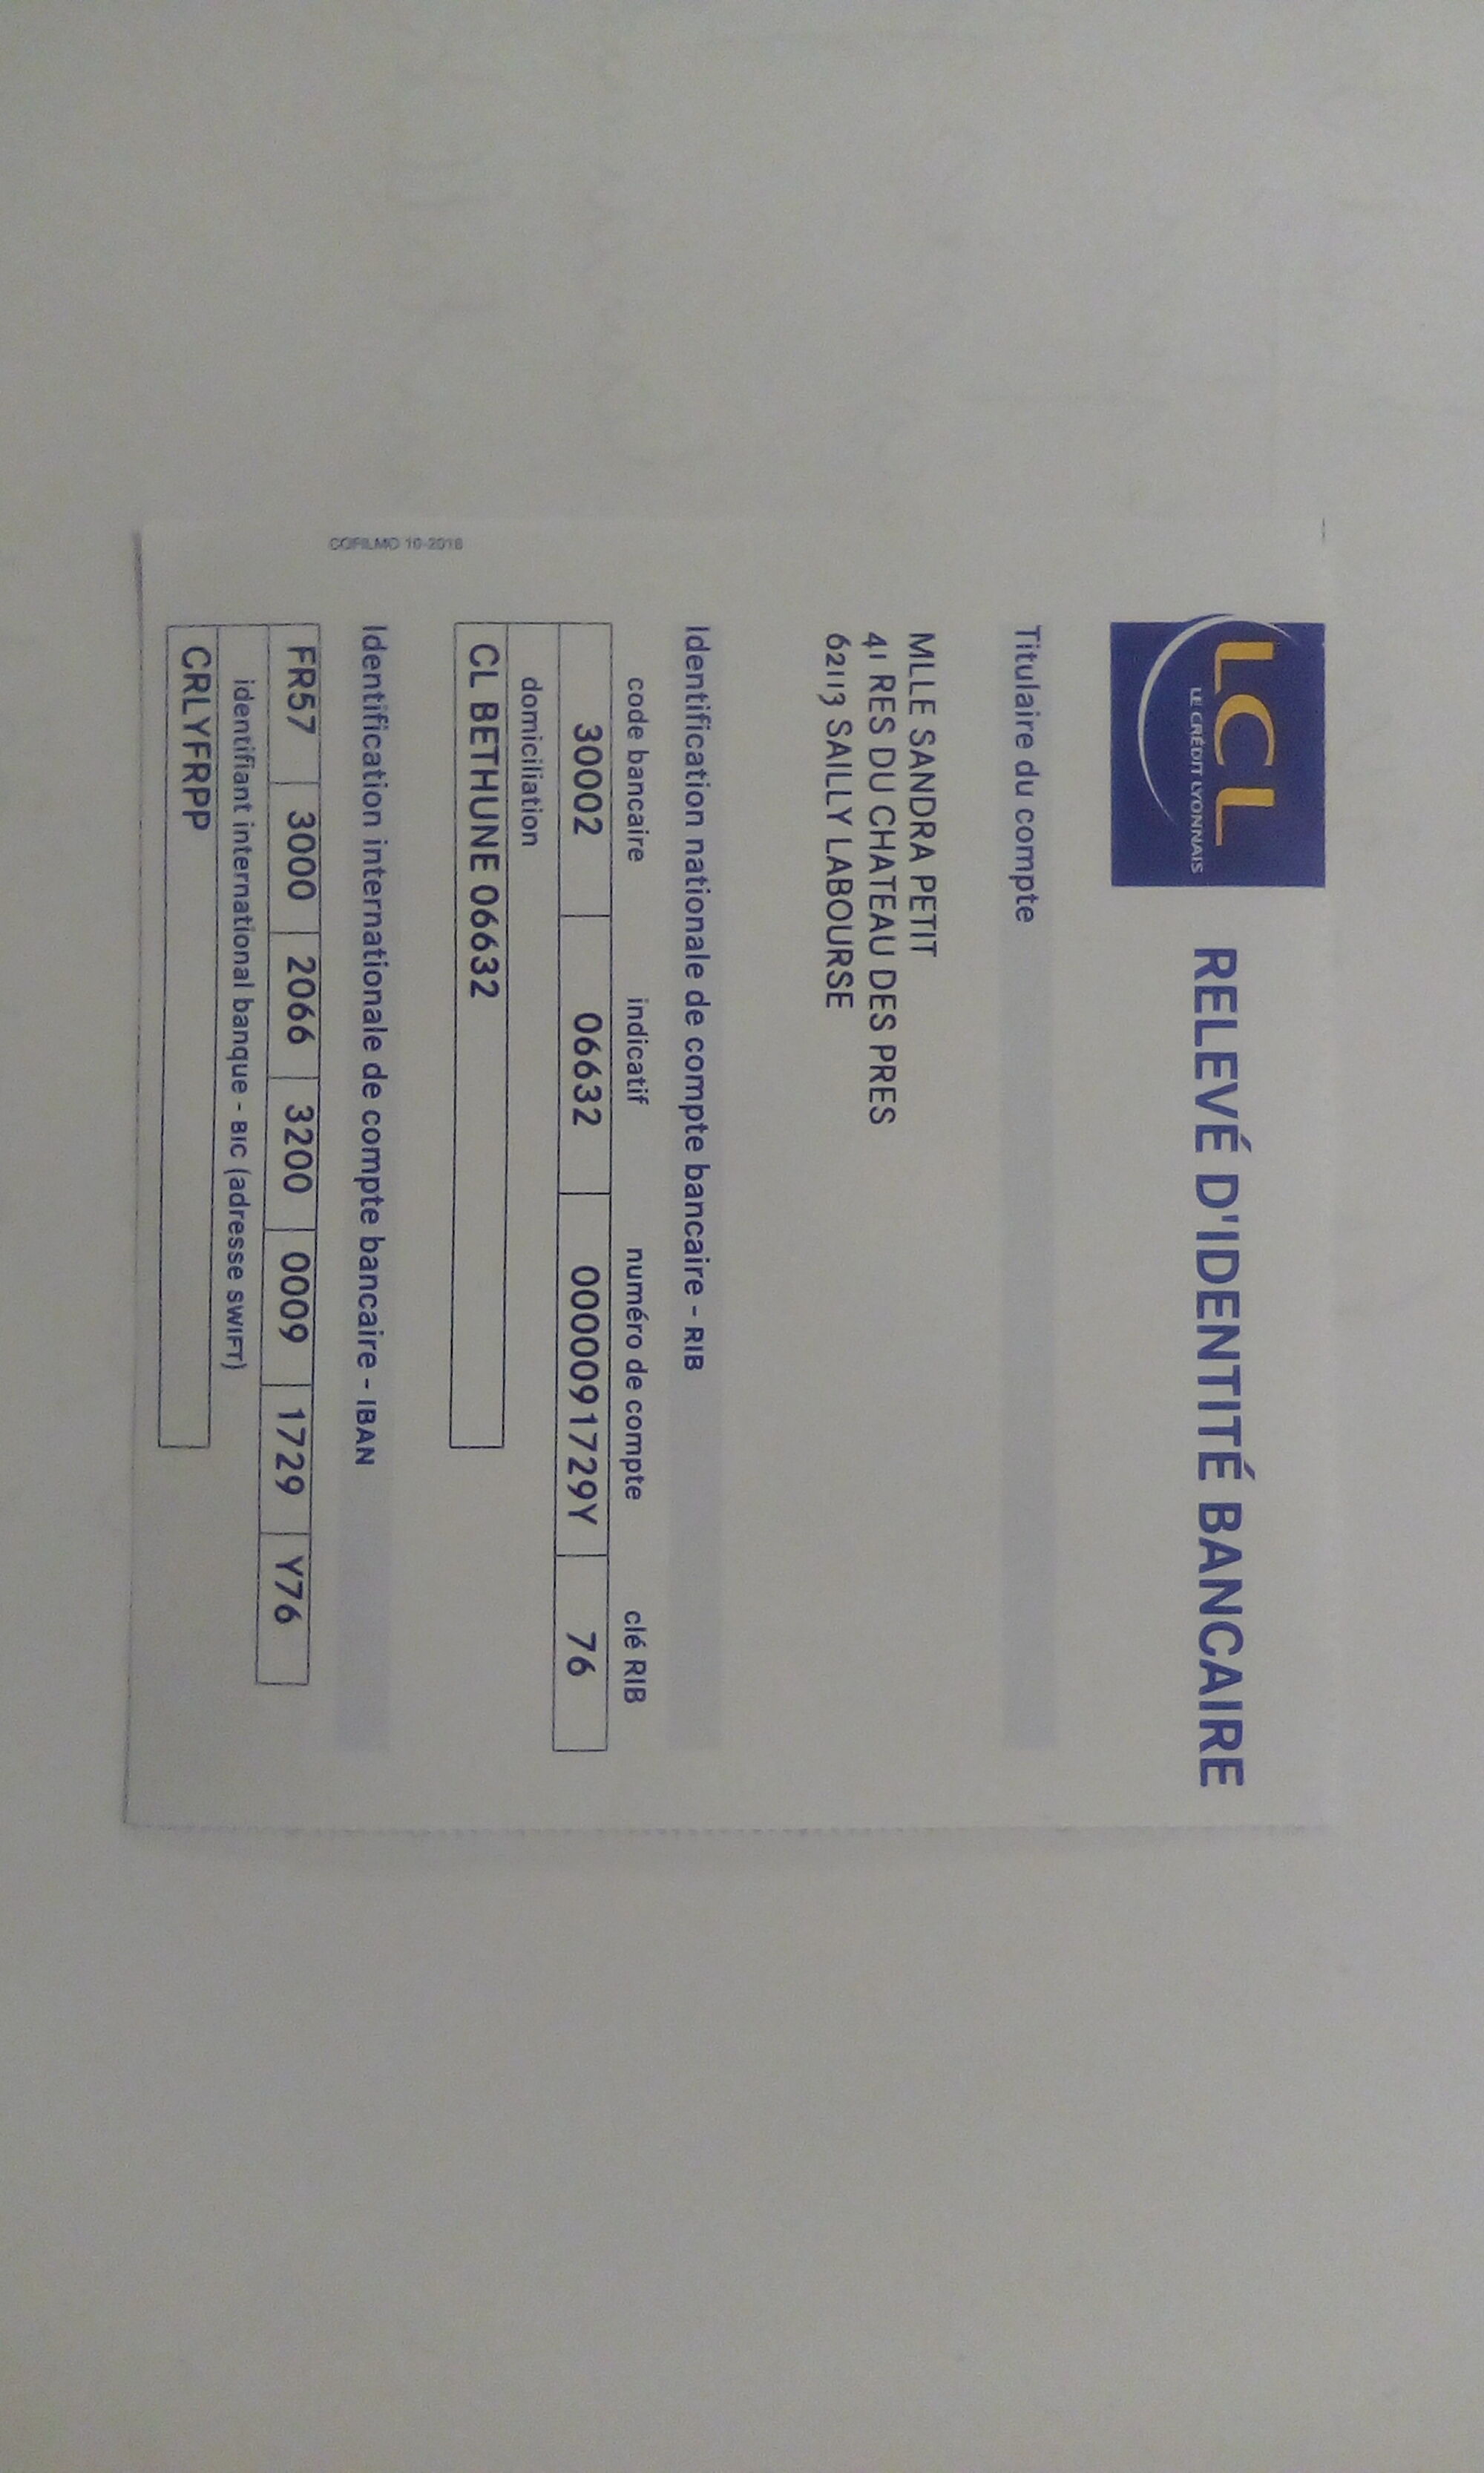 LCL
LE CRÉDIT LYONNAIS
RELEVÉ D'IDENTITÉ BANCAIRE
Titulaire du compte
MLLE SANDRA PETIT
41 RES DU CHATEAU DES PRES
62113 SAILLY LABOURSE
Identification nationale de compte bancaire - RIB
code bancaire indicatif numéro de compte clé RIB
30002 06632 0000091729Y 76
domiciliation
CL BETHUNE 06632
Identification internationale de compte bancaire - IBAN
FR57 3000 2066 3200 0009 1729 Y76
identifiant international banque - BIC (adresse SWIFT)
CRLYFRPP
COFILMO 10-2018